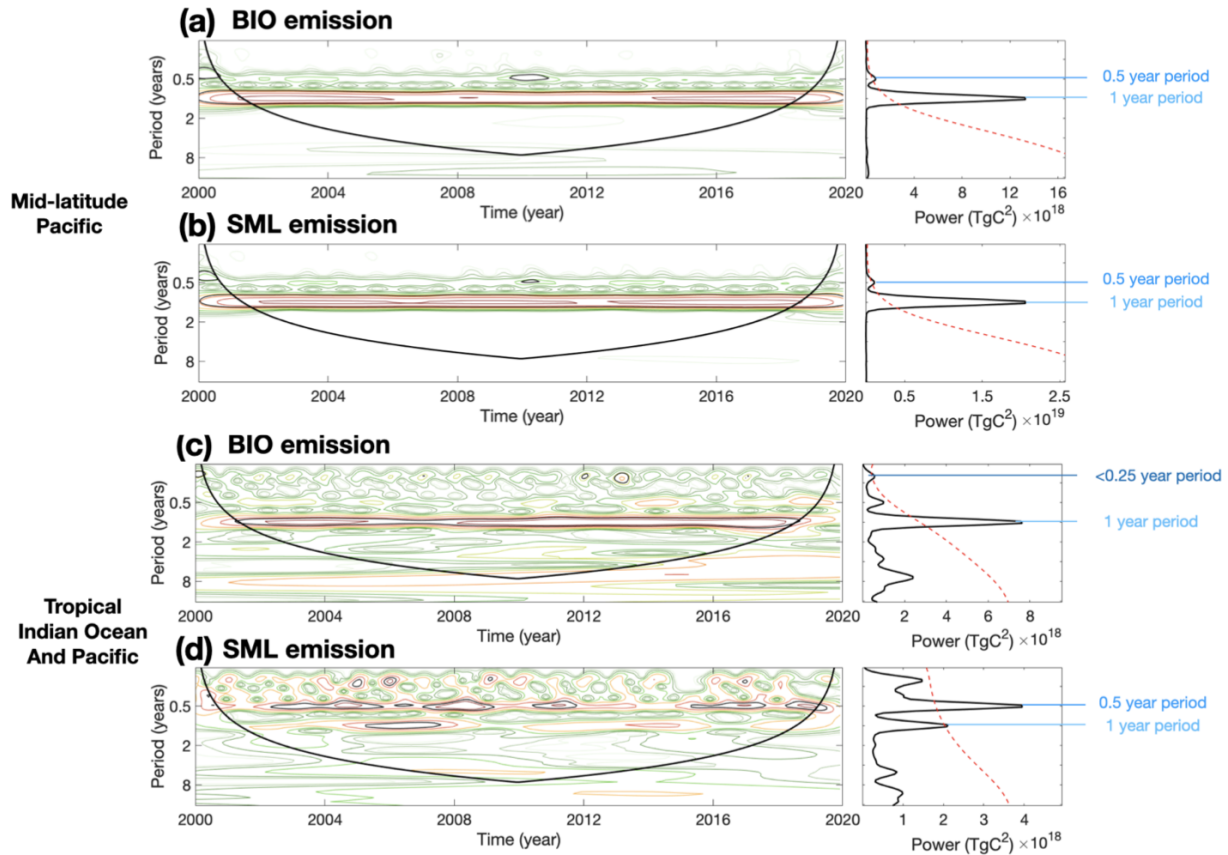 (a) BIO emission
Period (years)
0.5
2
8
2000 2004 2008 2012 2016 2020
Time (year)
4 8 12 16
Power (TgC²) ×10¹⁸
0.5 year period
1 year period
Mid-latitude
Pacific
(b) SML emission
Period (years)
0.5
2
8
2000 2004 2008 2012 2016 2020
Time (year)
0.5 1 1.5 2.0 2.5
Power (TgC²) ×10¹⁹
0.5 year period
1 year period
(c) BIO emission
Period (years)
0.5
2
8
2000 2004 2008 2012 2016 2020
Time (year)
2 4 6 8
Power (TgC²) ×10¹⁸
<0.25 year period
1 year period
Tropical
Indian Ocean
And Pacific
(d) SML emission
Period (years)
0.5
2
8
2000 2004 2008 2012 2016 2020
Time (year)
1 2 3 4
Power (TgC²) ×10¹⁸
0.5 year period
1 year period